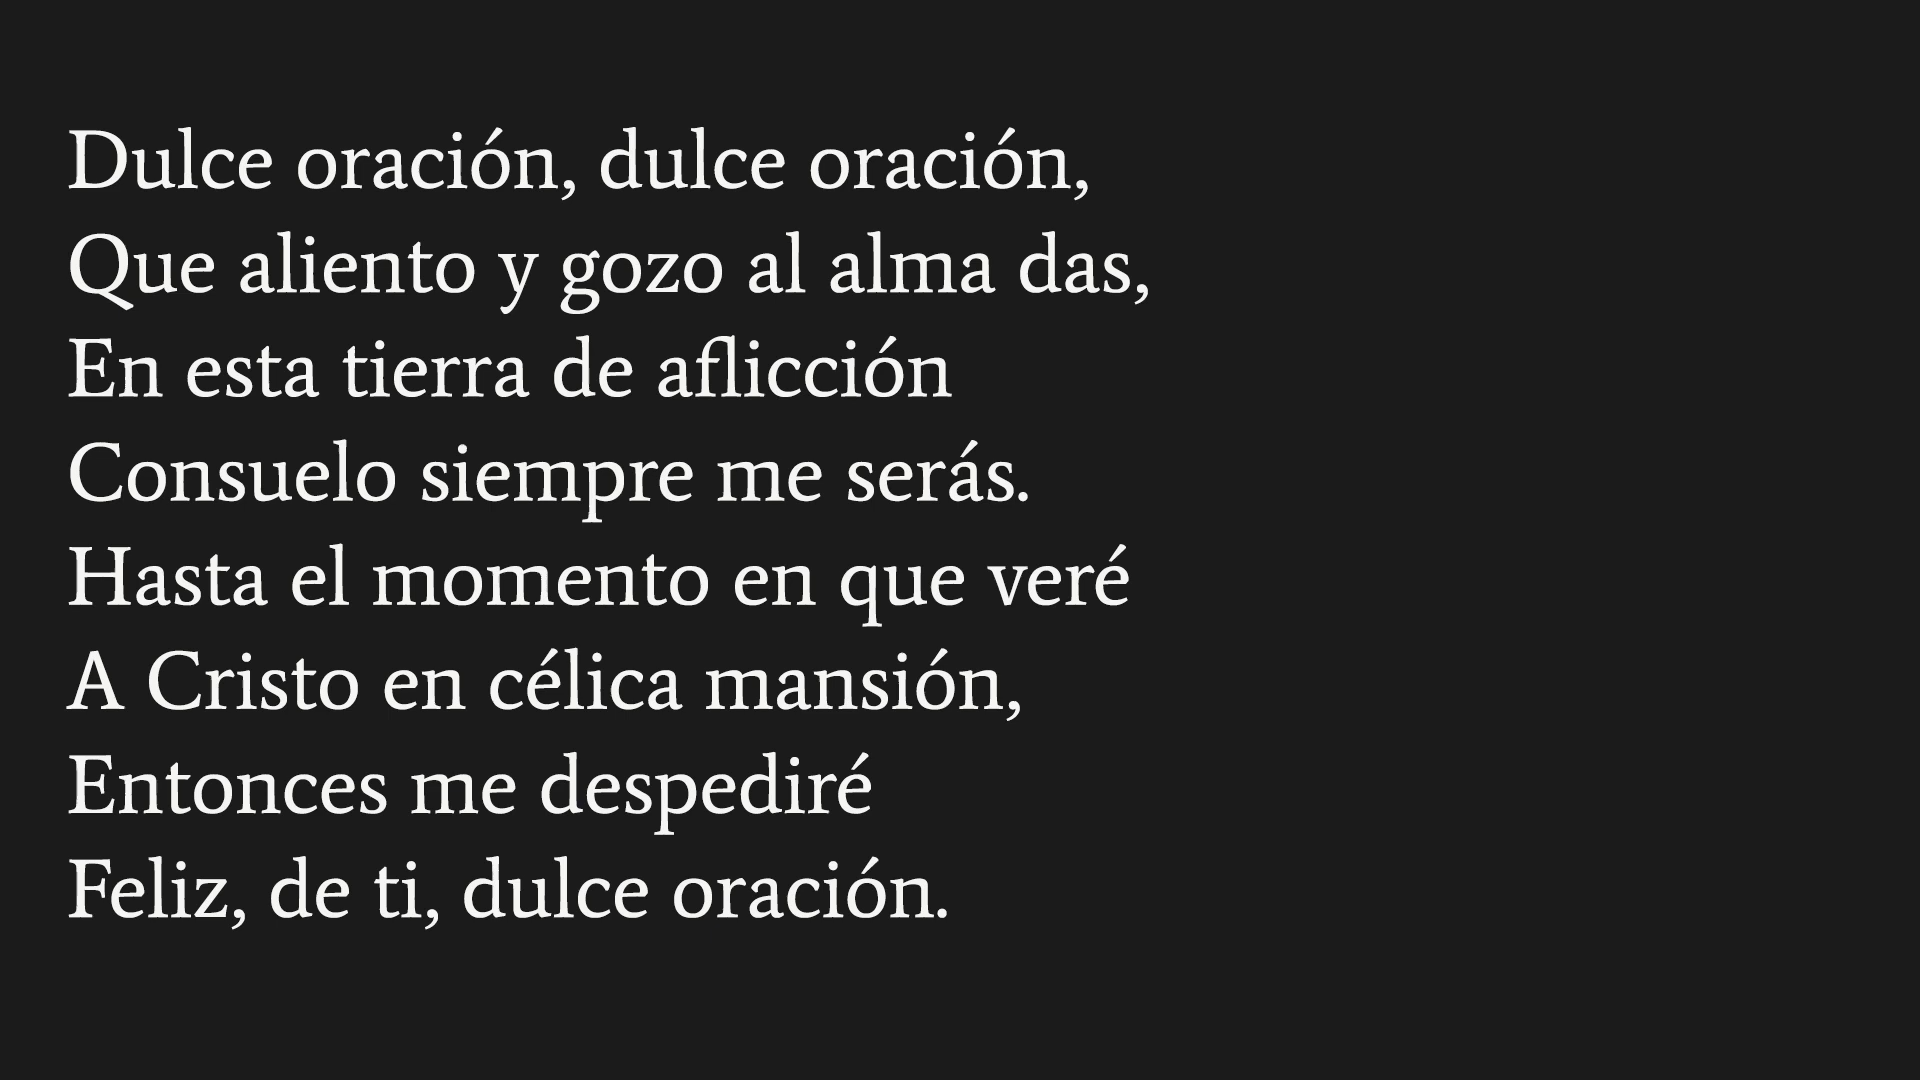 Dulce oración, dulce oración,
Que aliento y gozo al alma das,
En esta tierra de aflicción
Consuelo siempre me serás.
Hasta el momento en que veré
A Cristo en célica mansión,
Entonces me despediré
Feliz, de ti, dulce oración.